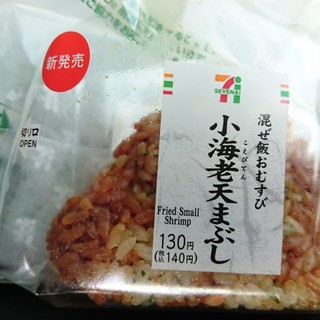 新発売
切り口
OPEN
SEVEN&i
混ぜ飯おむすび
小海老天まぶし
こえびてん
Fried Small
Shrimp
130円
(税込140円)